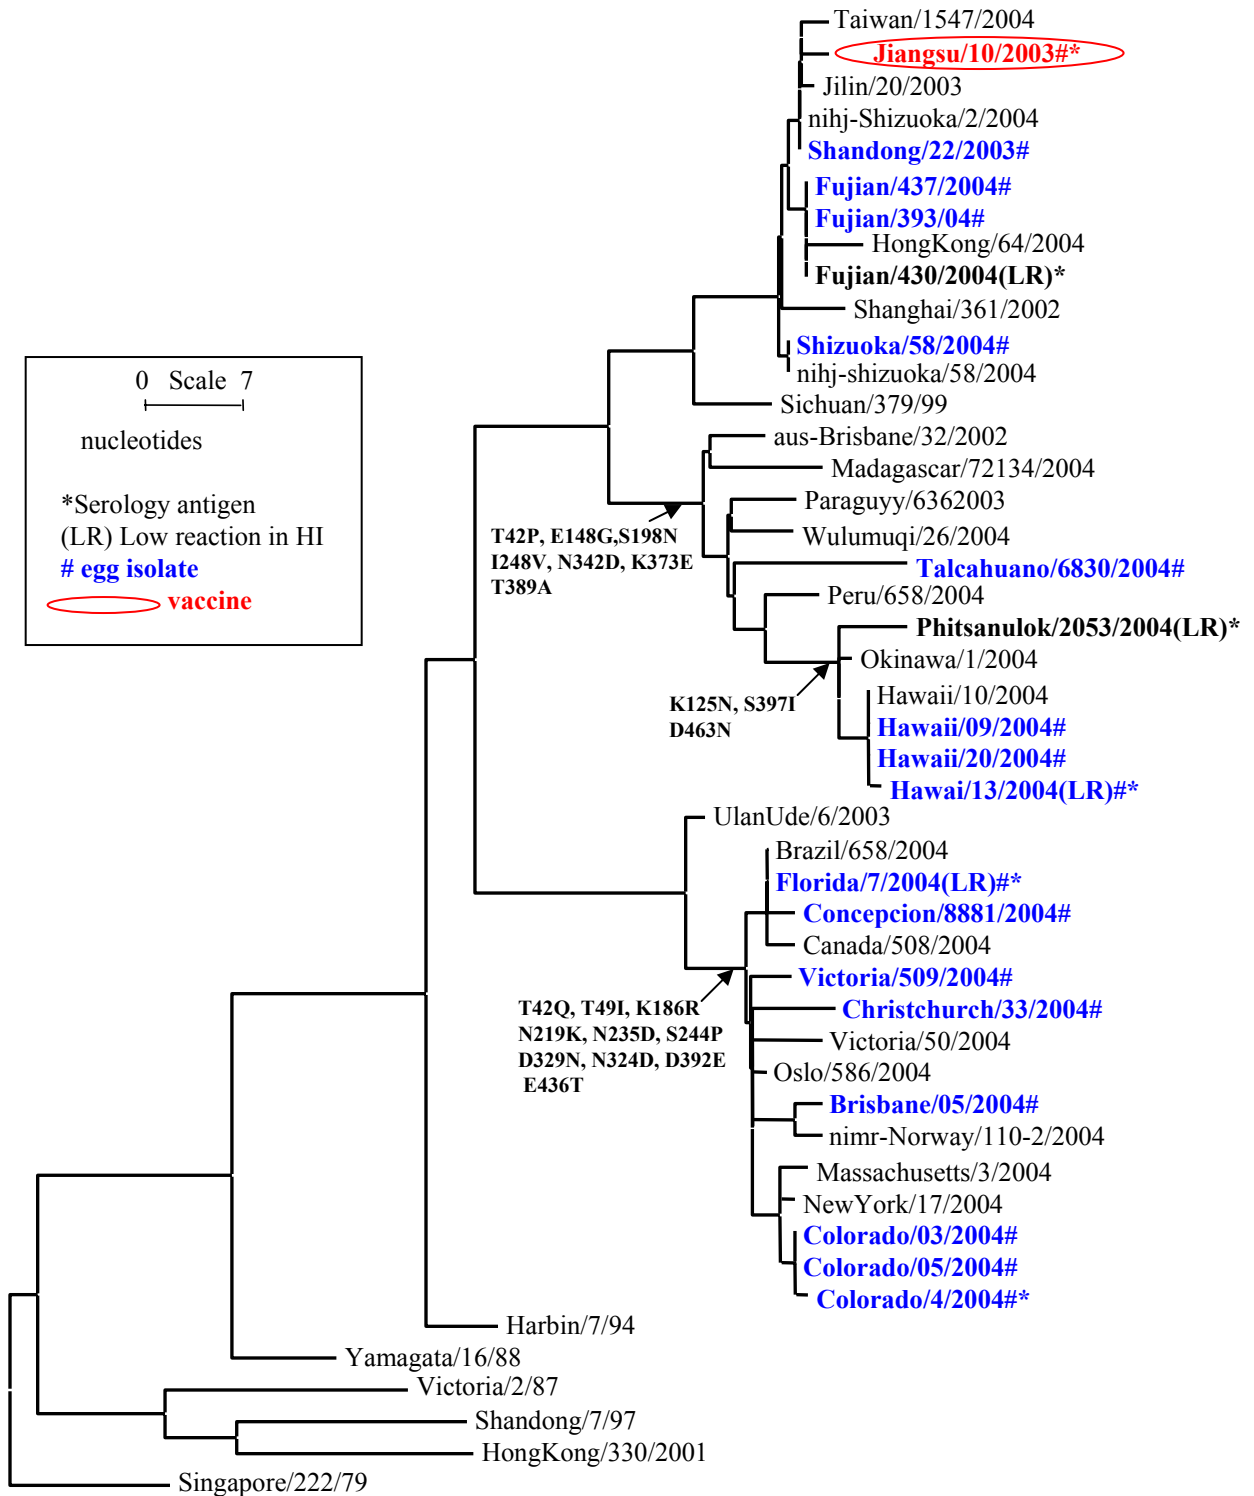 Taiwan/1547/2004
Jiangsu/10/2003#*
Jilin/20/2003
nihj-Shizuoka/2/2004
Shandong/22/2003#
Fujian/437/2004#
Fujian/393/04#
HongKong/64/2004
Fujian/430/2004(LR)*
Shanghai/361/2002
Shizuoka/58/2004#
nihj-shizuoka/58/2004
Sichuan/379/99
aus-Brisbane/32/2002
Madagascar/72134/2004
Paraguyy/6362003
Wulumuqi/26/2004
Talcahuano/6830/2004#
Peru/658/2004
Phitsanulok/2053/2004(LR)*
Okinawa/1/2004
Hawaii/10/2004
Hawaii/09/2004#
Hawaii/20/2004#
Hawai/13/2004(LR)#*
UlanUde/6/2003
Brazil/658/2004
Florida/7/2004(LR)#*
Concepcion/8881/2004#
Canada/508/2004
Victoria/509/2004#
Christchurch/33/2004#
Victoria/50/2004
Oslo/586/2004
Brisbane/05/2004#
nimr-Norway/110-2/2004
Massachusetts/3/2004
NewYork/17/2004
Colorado/03/2004#
Colorado/05/2004#
Colorado/4/2004#*
Harbin/7/94
Yamagata/16/88
Victoria/2/87
Shandong/7/97
HongKong/330/2001
Singapore/222/79
0 Scale 7
nucleotides
*Serology antigen
(LR) Low reaction in HI
# egg isolate
vaccine
T42P, E148G,S198N
I248V, N342D, K373E
T389A
K125N, S397I
D463N
T42Q, T49I, K186R
N219K, N235D, S244P
D329N, N324D, D392E
E436T